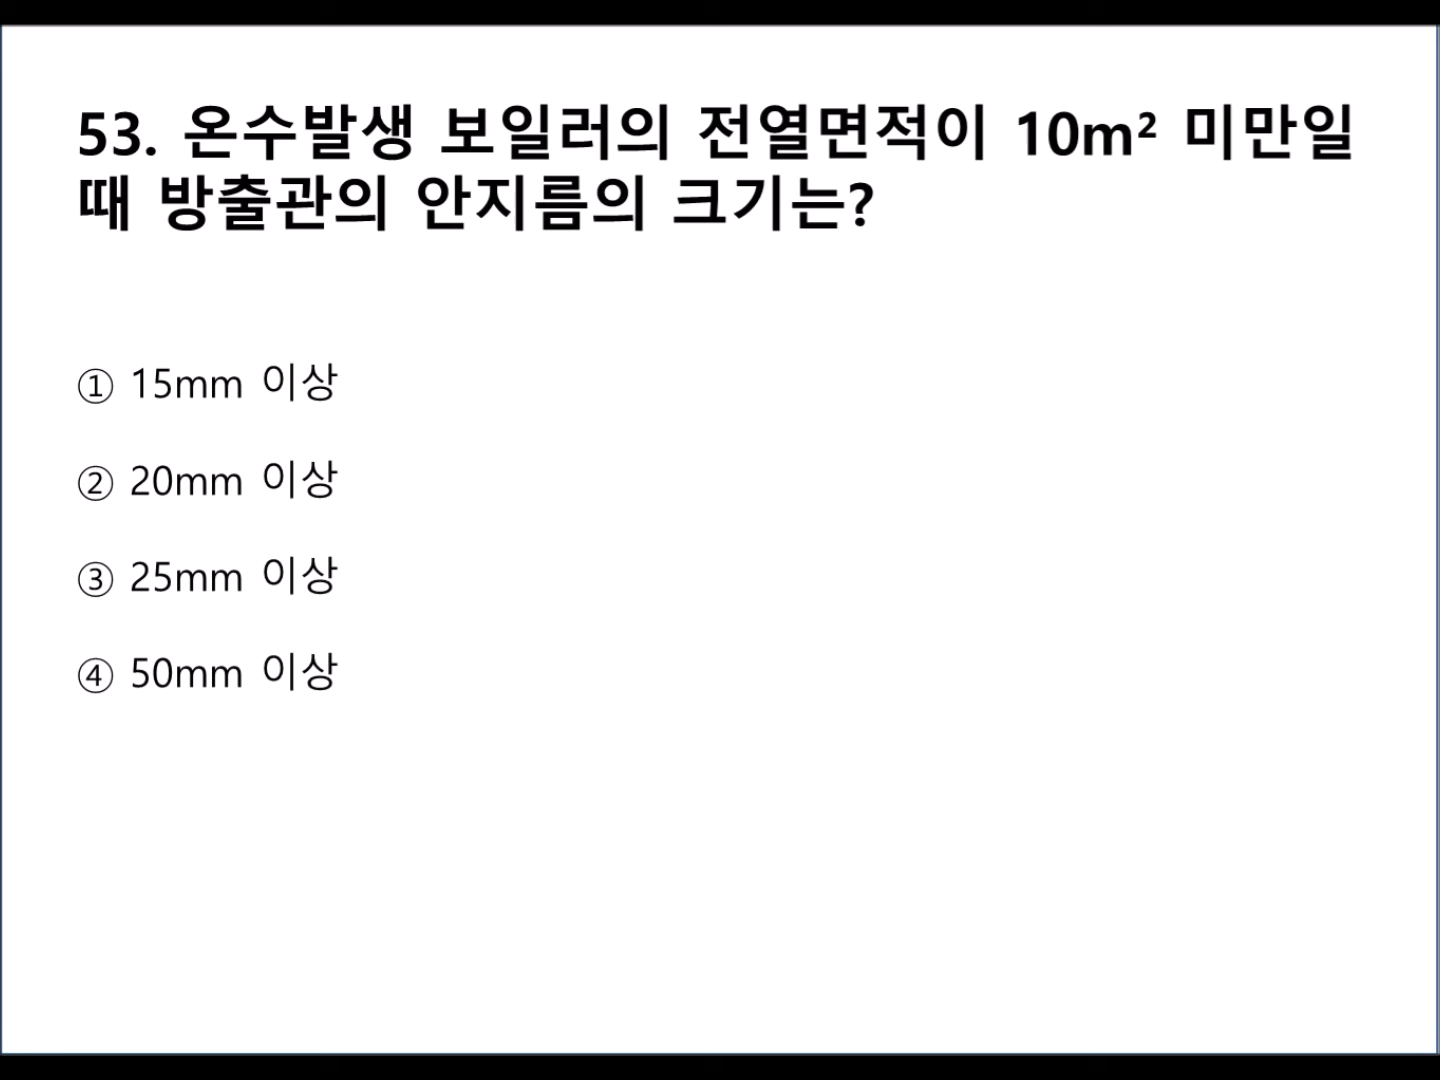 53. 온수발생 보일러의 전열면적이 10m² 미만일
때 방출관의 안지름의 크기는?
① 15mm 이상
② 20mm 이상
③ 25mm 이상
④ 50mm 이상